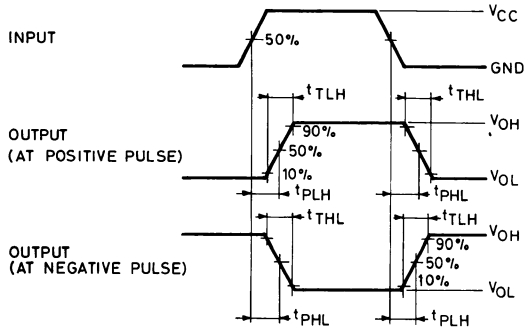 VCC
INPUT
50%
GND
tTLH
tTHL
OUTPUT
(AT POSITIVE PULSE)
90%
VOH
50%
10%
VOL
tPLH
tPHL
tTHL
tTLH
OUTPUT
(AT NEGATIVE PULSE)
VOH
90%
50%
10%
VOL
tPHL
tPLH